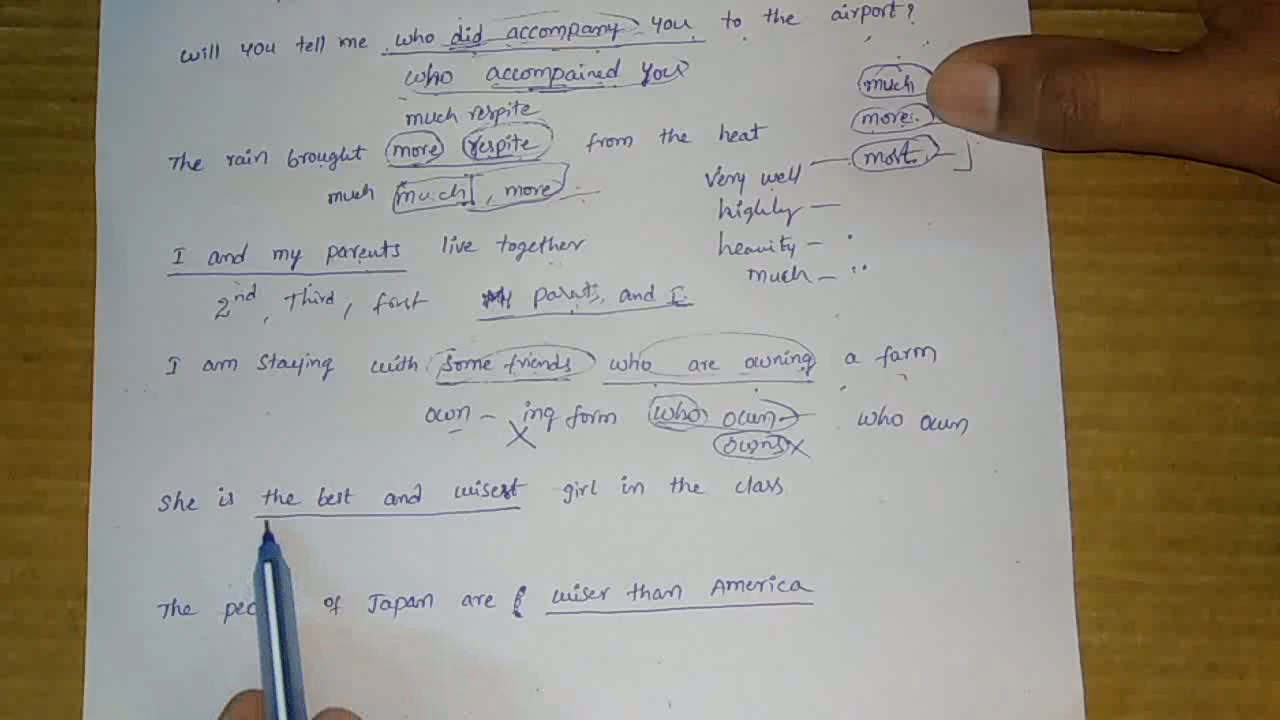 will you tell me who did accompany you to the airport?
who accompained you
much respite
The rain brought more respite from the heat
much much, more
much
more.
most
very well
highly
heavity
much
I and my parents live together
2nd, Third, first parents, and I
I am staying with some friends who are owning a farm
own - ing form who own who own
owns
She is the best and wisest girl in the class
The of Japan are wiser than America